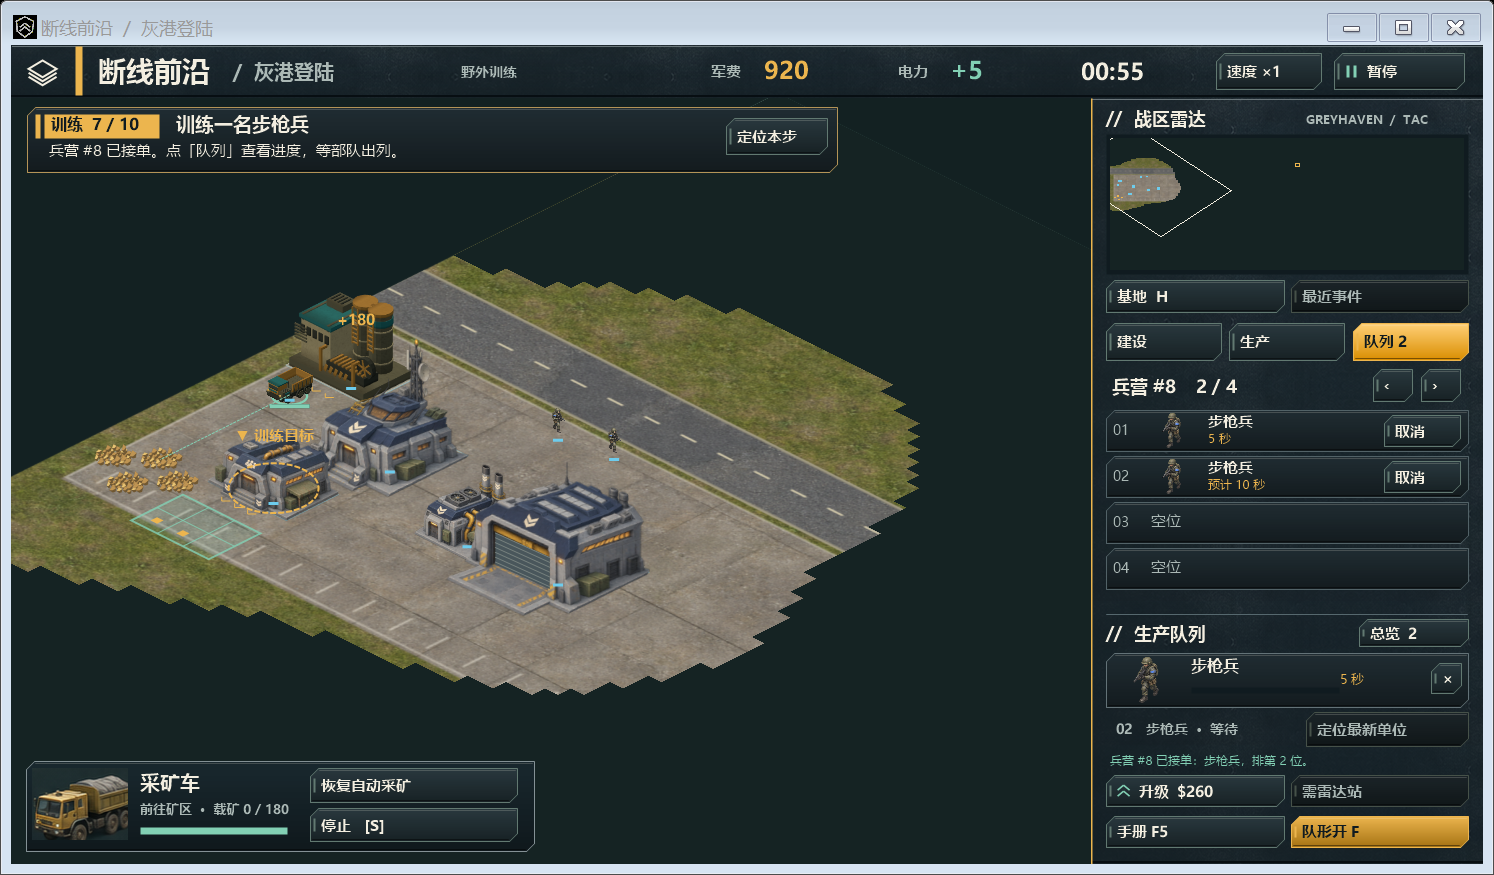 断线前沿 / 灰港登陆
断线前沿 / 灰港登陆
野外训练
军费 920
电力 +5
00:55
速度 ×1
暂停
训练 7 / 10 训练一名步枪兵
兵营 #8 已接单。点「队列」查看进度，等部队出列。
定位本步
+180
训练目标
采矿车
前往矿区 • 载矿 0 / 180
恢复自动采矿
停止 [S]
// 战区雷达 GREYHAVEN / TAC
基地 H
最近事件
建设
生产
队列 2
兵营 #8 2 / 4
‹ ›
01 步枪兵
5 秒
取消
02 步枪兵
预计 10 秒
取消
03 空位
04 空位
// 生产队列
总览 2
步枪兵
5 秒
×
02 步枪兵 • 等待
定位最新单位
兵营 #8 已接单：步枪兵，排第 2 位。
升级 $260
需雷达站
手册 F5
队形开 F